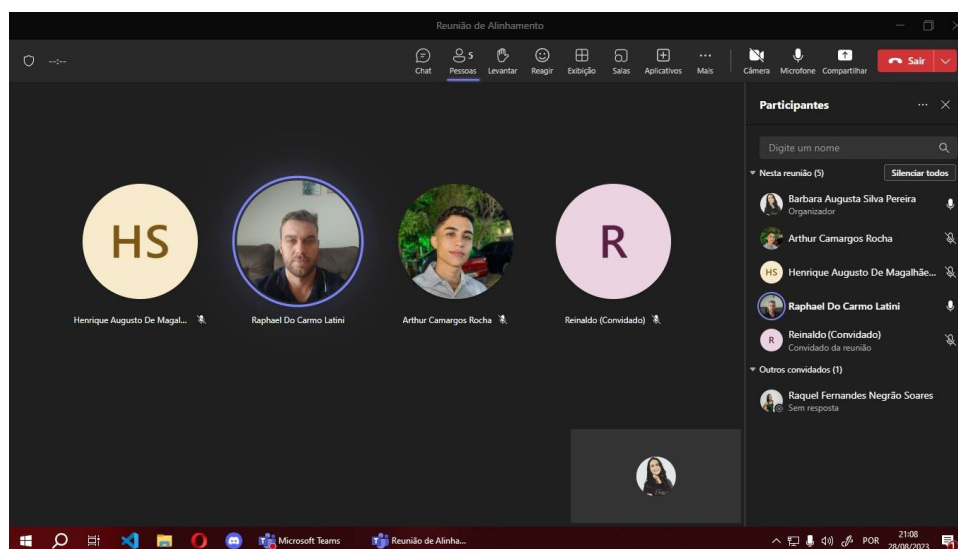 Reunião de Alinhamento
--:--
5
Chat Pessoas Levantar Reagir Exibição Salas Aplicativos Mais Câmera Microfone Compartilhar Sair
Participantes
Digite um nome
Nesta reunião (5) Silenciar todos
Barbara Augusta Silva Pereira
Organizador
Arthur Camargos Rocha
HS Henrique Augusto De Magalhãe...
Raphael Do Carmo Latini
R Reinaldo (Convidado)
Convidado da reunião
Outros convidados (1)
Raquel Fernandes Negrão Soares
Sem resposta
HS
R
Henrique Augusto De Magal... Raphael Do Carmo Latini Arthur Camargos Rocha Reinaldo (Convidado)
Microsoft Teams Reunião de Alinha... POR 21:08
28/08/2023